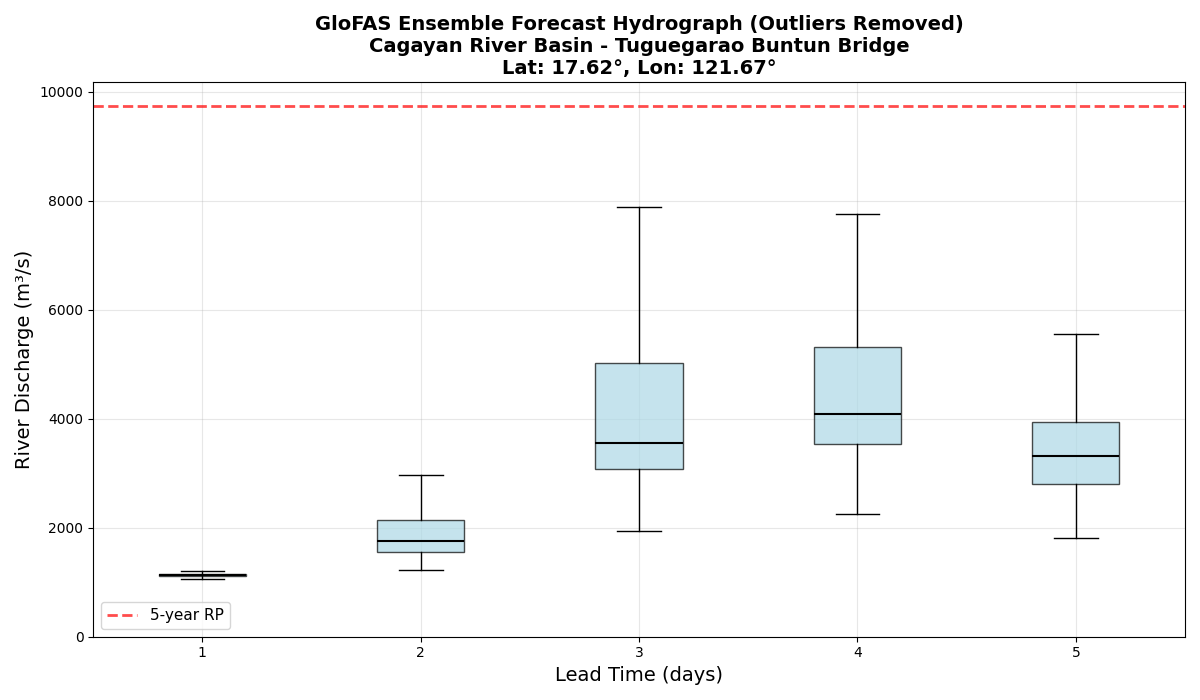 GloFAS Ensemble Forecast Hydrograph (Outliers Removed)
Cagayan River Basin - Tuguegarao Buntun Bridge
Lat: 17.62°, Lon: 121.67°
10000
8000
6000
4000
2000
0
River Discharge (m³/s)
5-year RP
1 2 3 4 5
Lead Time (days)